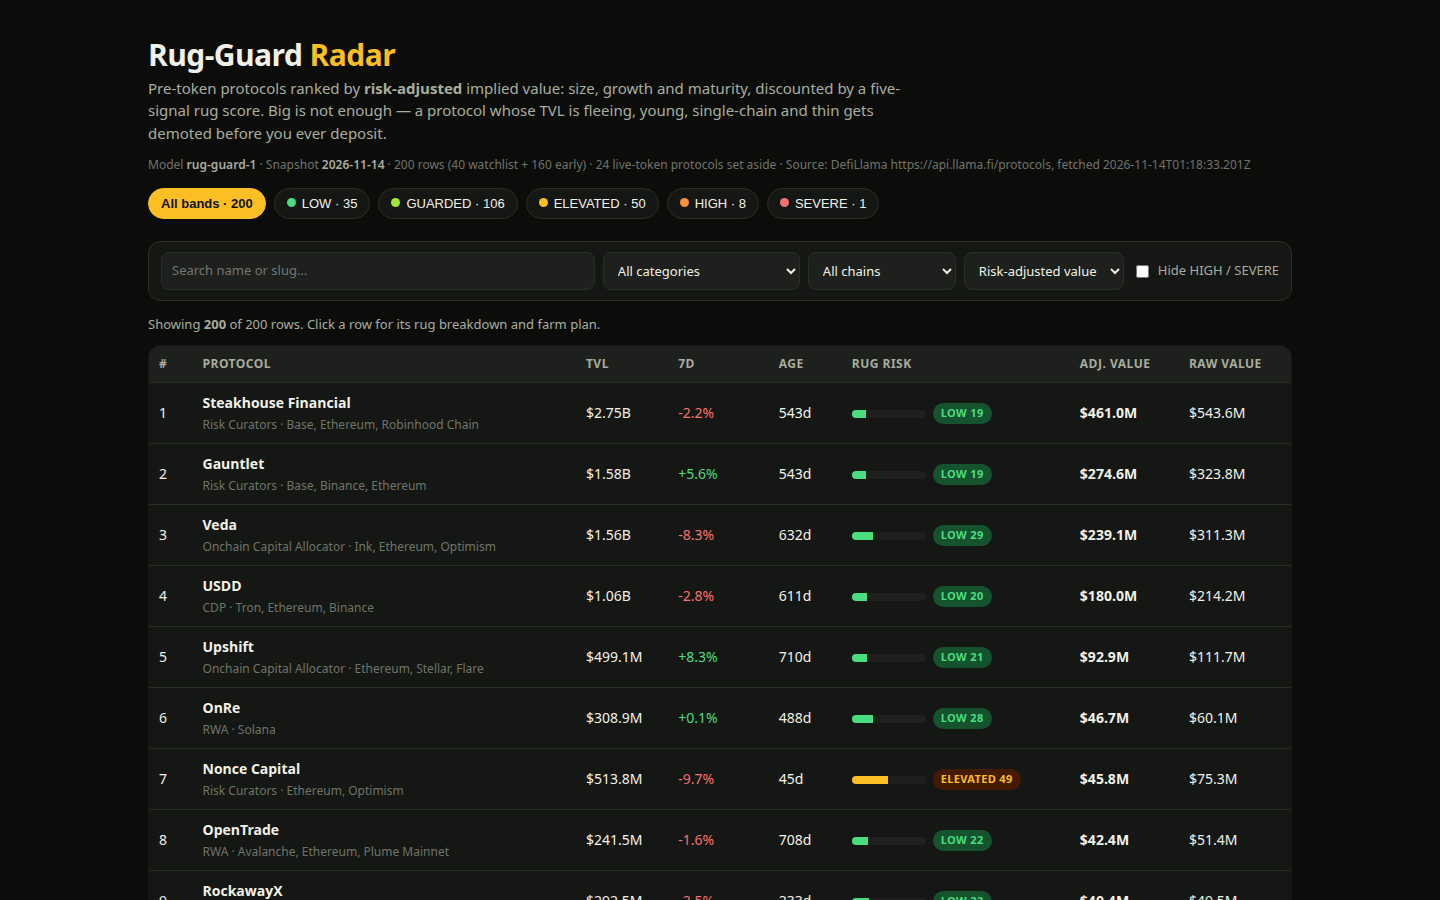 Rug-Guard Radar
Pre-token protocols ranked by risk-adjusted implied value: size, growth and maturity, discounted by a five-
signal rug score. Big is not enough — a protocol whose TVL is fleeing, young, single-chain and thin gets
demoted before you ever deposit.
Model rug-guard-1 · Snapshot 2026-11-14 · 200 rows (40 watchlist + 160 early) · 24 live-token protocols set aside · Source: DefiLlama https://api.llama.fi/protocols, fetched 2026-11-14T01:18:33.201Z
All bands · 200 LOW · 35 GUARDED · 106 ELEVATED · 50 HIGH · 8 SEVERE · 1
Search name or slug... All categories All chains Risk-adjusted value Hide HIGH / SEVERE
Showing 200 of 200 rows. Click a row for its rug breakdown and farm plan.
# PROTOCOL TVL 7D AGE RUG RISK ADJ. VALUE RAW VALUE
1 Steakhouse Financial $2.75B -2.2% 543d LOW 19 $461.0M $543.6M
Risk Curators · Base, Ethereum, Robinhood Chain
2 Gauntlet $1.58B +5.6% 543d LOW 19 $274.6M $323.8M
Risk Curators · Base, Binance, Ethereum
3 Veda $1.56B -8.3% 632d LOW 29 $239.1M $311.3M
Onchain Capital Allocator · Ink, Ethereum, Optimism
4 USDD $1.06B -2.8% 611d LOW 20 $180.0M $214.2M
CDP · Tron, Ethereum, Binance
5 Upshift $499.1M +8.3% 710d LOW 21 $92.9M $111.7M
Onchain Capital Allocator · Ethereum, Stellar, Flare
6 OnRe $308.9M +0.1% 488d LOW 28 $46.7M $60.1M
RWA · Solana
7 Nonce Capital $513.8M -9.7% 45d ELEVATED 49 $45.8M $75.3M
Risk Curators · Ethereum, Optimism
8 OpenTrade $241.5M -1.6% 708d LOW 22 $42.4M $51.4M
RWA · Avalanche, Ethereum, Plume Mainnet
RockawayX